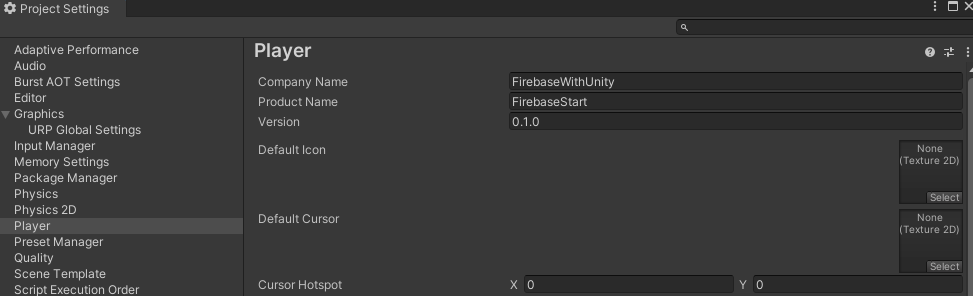 Project Settings
Adaptive Performance
Audio
Burst AOT Settings
Editor
Graphics
URP Global Settings
Input Manager
Memory Settings
Package Manager
Physics
Physics 2D
Player
Preset Manager
Quality
Scene Template
Script Execution Order
Player
Company Name FirebaseWithUnity
Product Name FirebaseStart
Version 0.1.0
Default Icon
None
(Texture 2D)
Select
Default Cursor
None
(Texture 2D)
Select
Cursor Hotspot X 0 Y 0